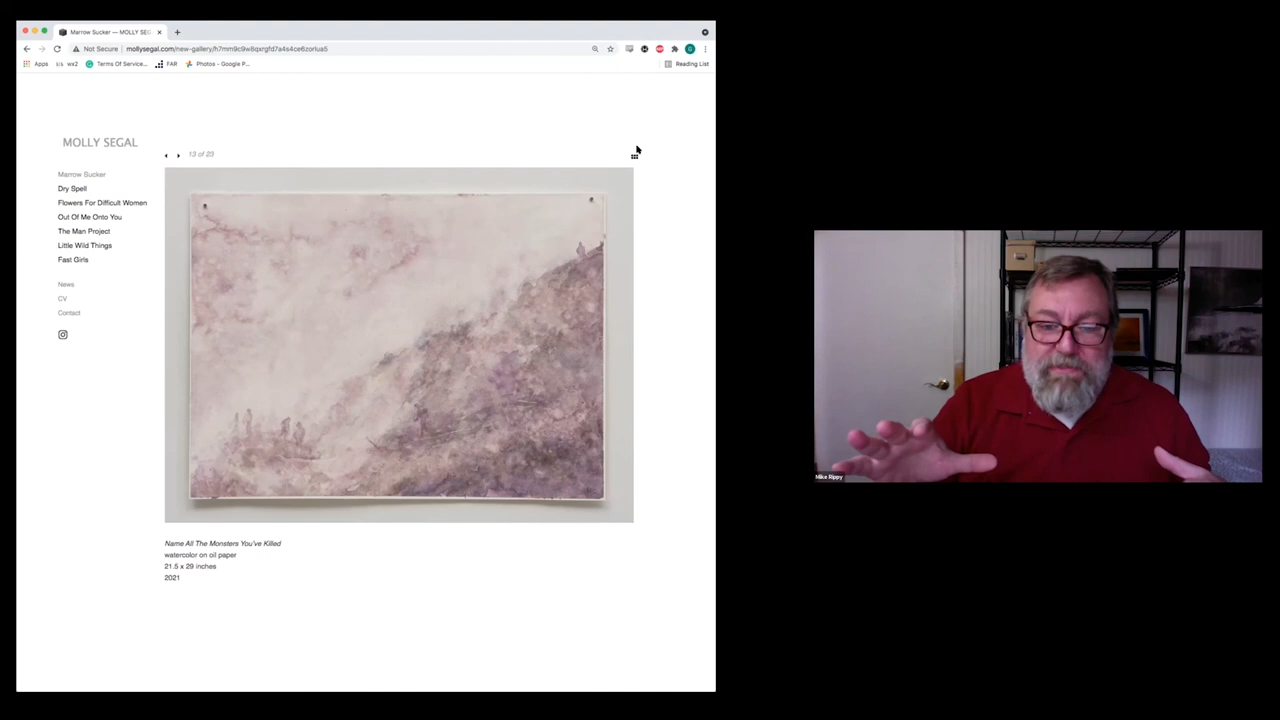 Marrow Sucker — MOLLY SEG
Not Secure
mollysegal.com/new-gallery/h7mm9c9w8qxrgfd7a4s4ce6zorlua5
Apps
wx2
Terms Of Service...
FAR
Photos - Google P...
Reading List
MOLLY SEGAL
13 of 23
Marrow Sucker
Dry Spell
Flowers For Difficult Women
Out Of Me Onto You
The Man Project
Little Wild Things
Fast Girls
News
CV
Contact
Name All The Monsters You've Killed
watercolor on oil paper
21.5 x 29 inches
2021
Mike Rippy